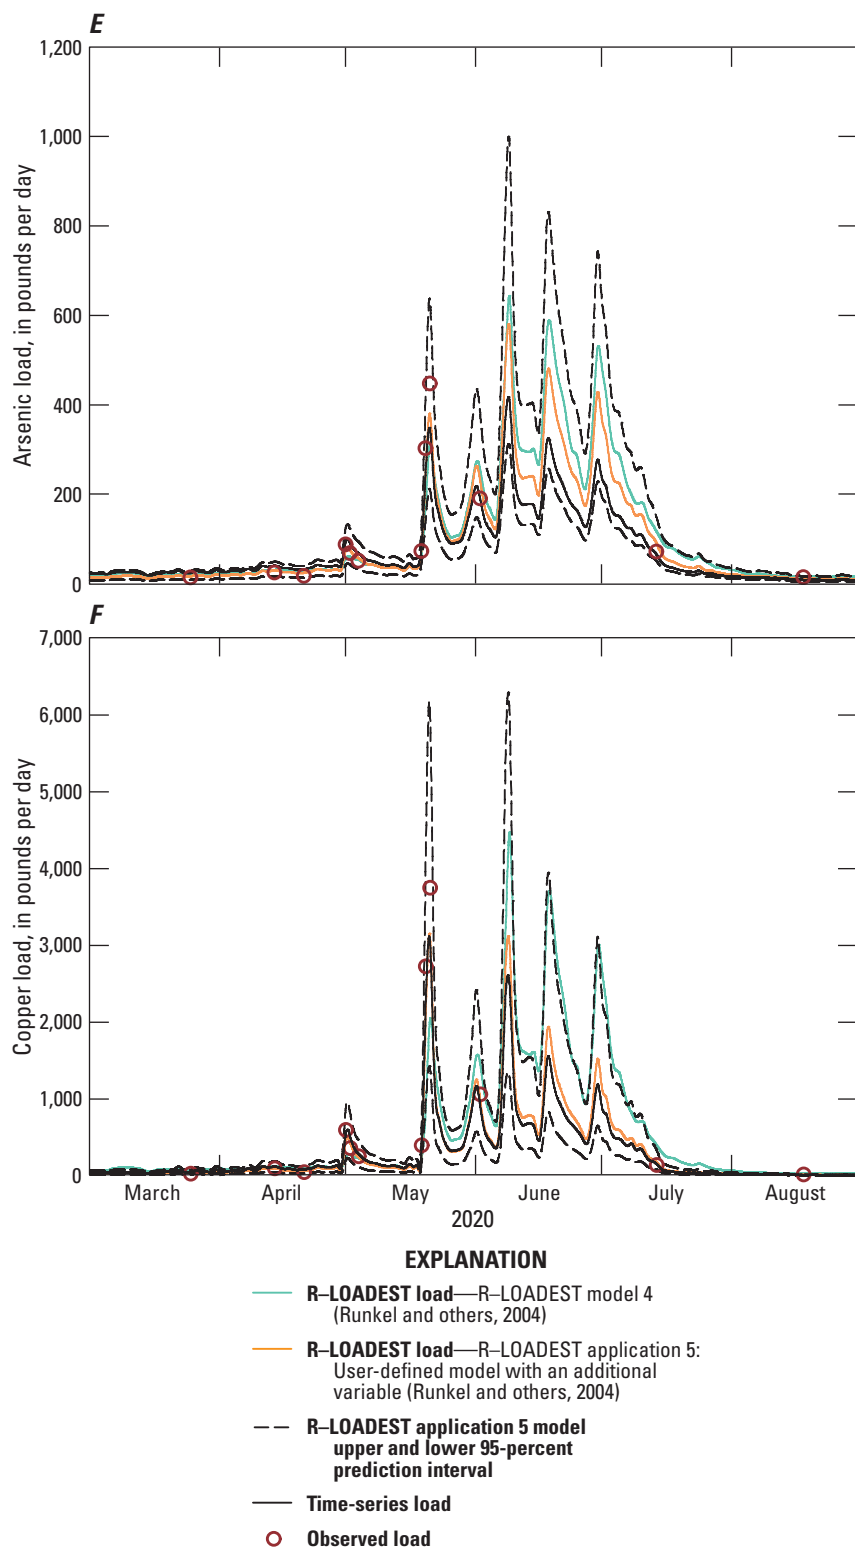 E
1,200
1,000
800
600
400
200
0
Arsenic load, in pounds per day
F
7,000
6,000
5,000
4,000
3,000
2,000
1,000
0
Copper load, in pounds per day
March April May June July August
2020
EXPLANATION
R–LOADEST load—R–LOADEST model 4
(Runkel and others, 2004)
R–LOADEST load—R–LOADEST application 5:
User-defined model with an additional
variable (Runkel and others, 2004)
R–LOADEST application 5 model
upper and lower 95-percent
prediction interval
Time-series load
Observed load